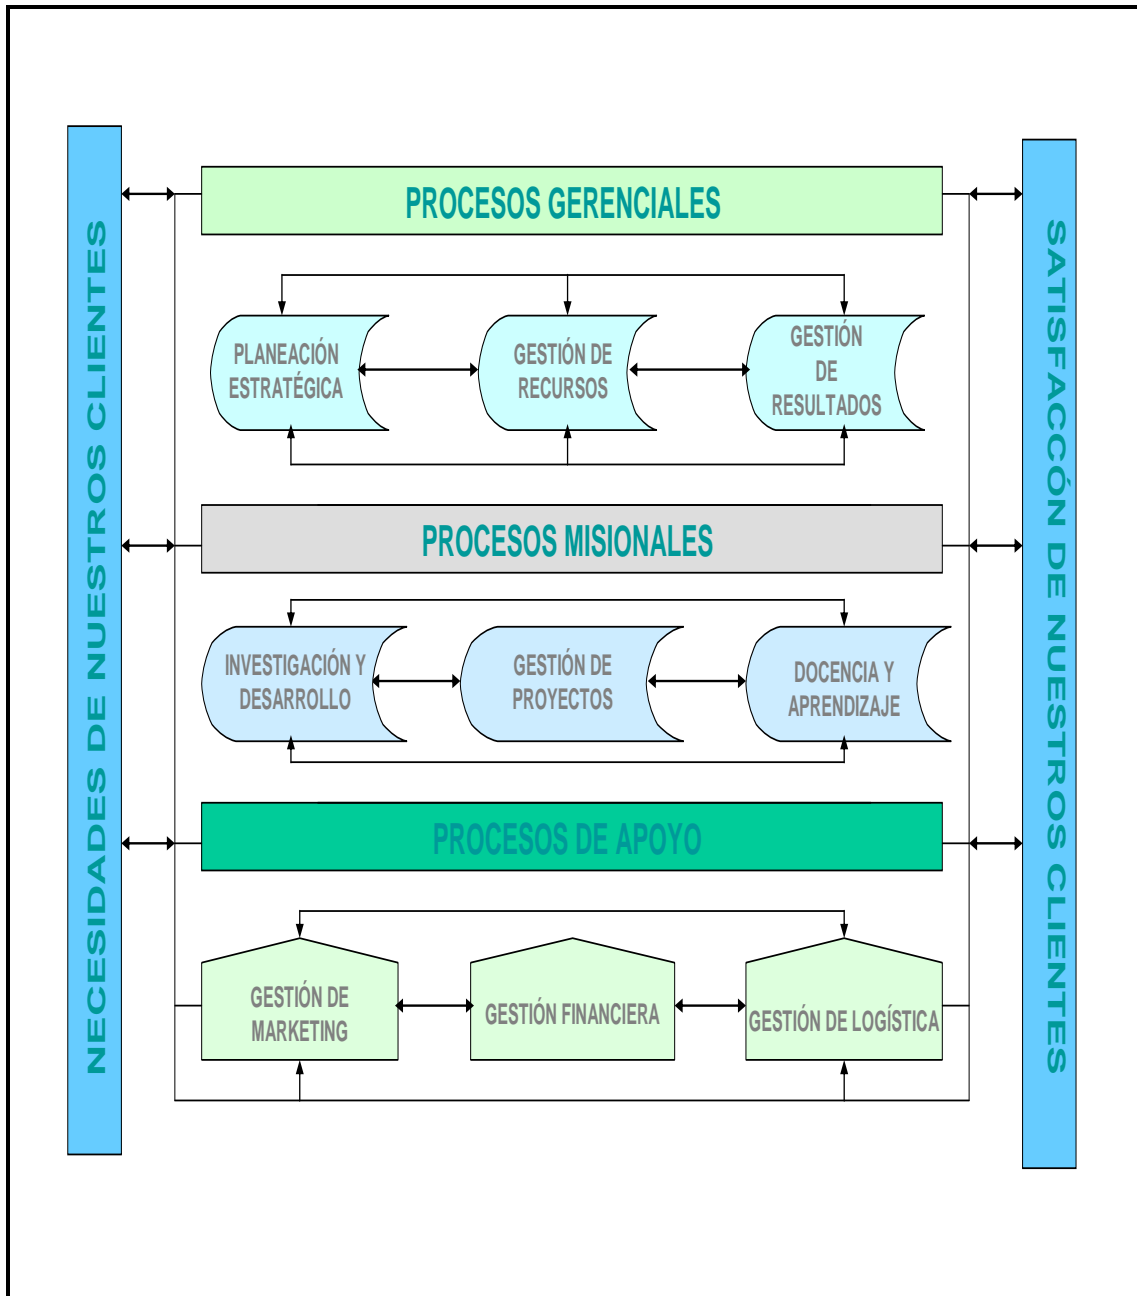 NECESIDADES DE NUESTROS CLIENTES
PROCESOS GERENCIALES
PLANEACIÓN
ESTRATÉGICA
GESTIÓN DE
RECURSOS
GESTIÓN
DE
RESULTADOS
PROCESOS MISIONALES
INVESTIGACIÓN Y
DESARROLLO
GESTIÓN DE
PROYECTOS
DOCENCIA Y
APRENDIZAJE
PROCESOS DE APOYO
GESTIÓN DE
MARKETING
GESTIÓN FINANCIERA
GESTIÓN DE LOGÍSTICA
SATISFACCÓN DE NUESTROS CLIENTES